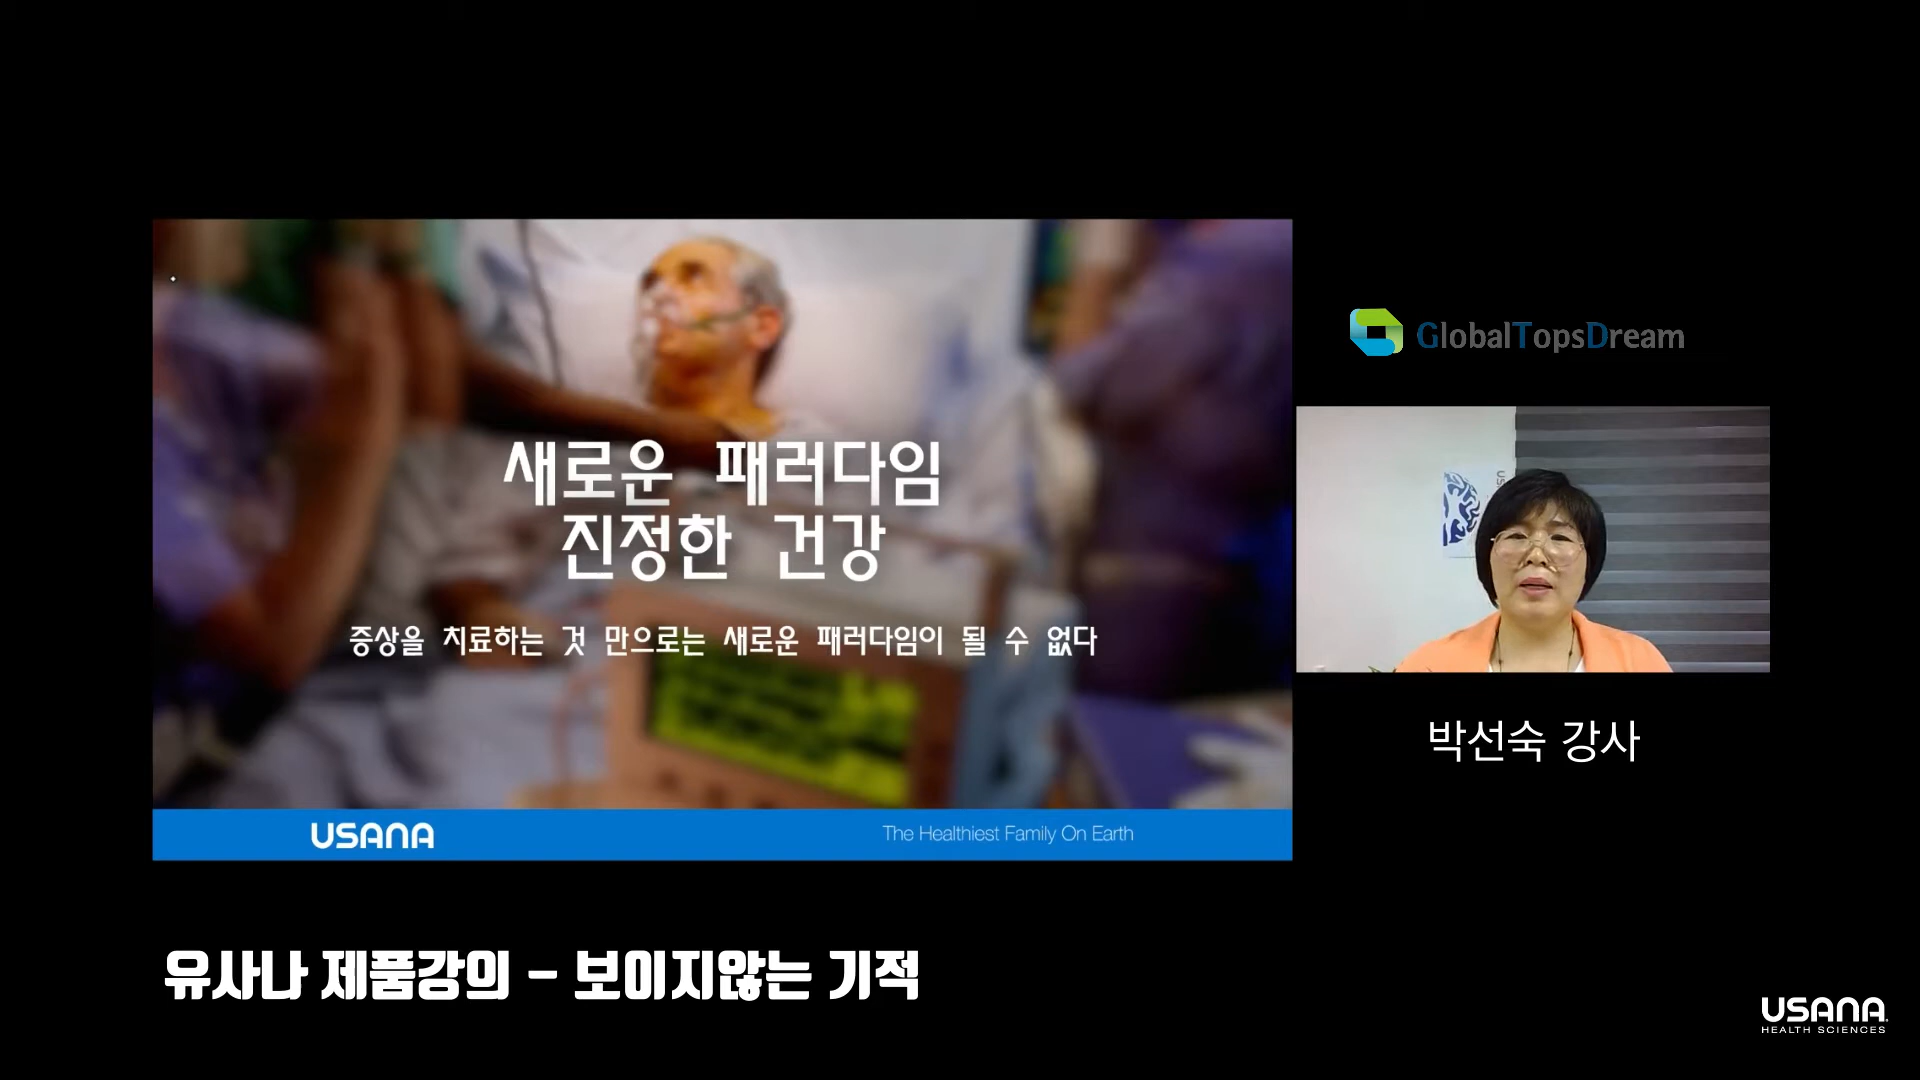 새로운 패러다임
진정한 건강
증상을 치료하는 것 만으로는 새로운 패러다임이 될 수 없다
USANA
The Healthiest Family On Earth
GlobalTopsDream
박선숙 강사
유사나 제품강의 - 보이지않는 기적
USANA
HEALTH SCIENCES